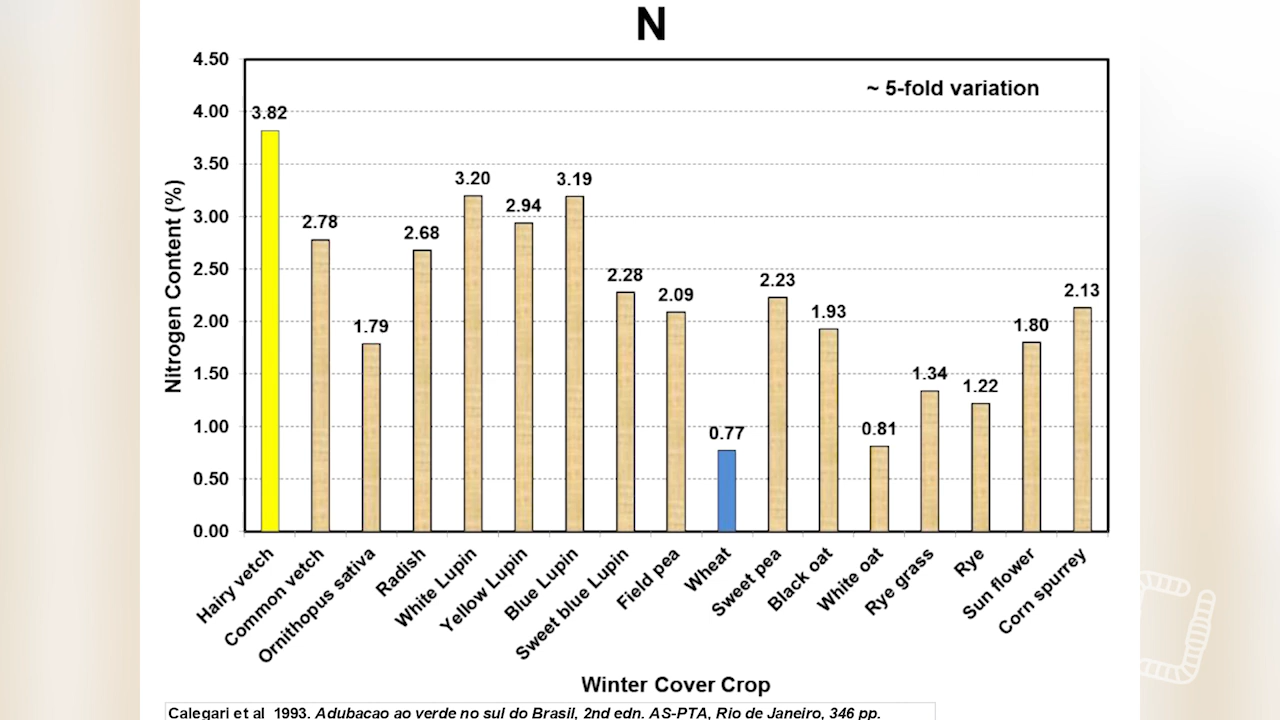 N
4.50
4.00
3.50
3.00
2.50
2.00
1.50
1.00
0.50
0.00
Nitrogen Content (%)
~ 5-fold variation
3.82
2.78
1.79
2.68
3.20
2.94
3.19
2.28
2.09
0.77
2.23
1.93
0.81
1.34
1.22
1.80
2.13
Hairy vetch
Common vetch
Ornithopus sativa
Radish
White Lupin
Yellow Lupin
Blue Lupin
Sweet blue Lupin
Field pea
Wheat
Sweet pea
Black oat
White oat
Rye grass
Rye
Sun flower
Corn spurrey
Winter Cover Crop
Calegari et al 1993. Adubacao ao verde no sul do Brasil, 2nd edn. AS-PTA, Rio de Janeiro, 346 pp.